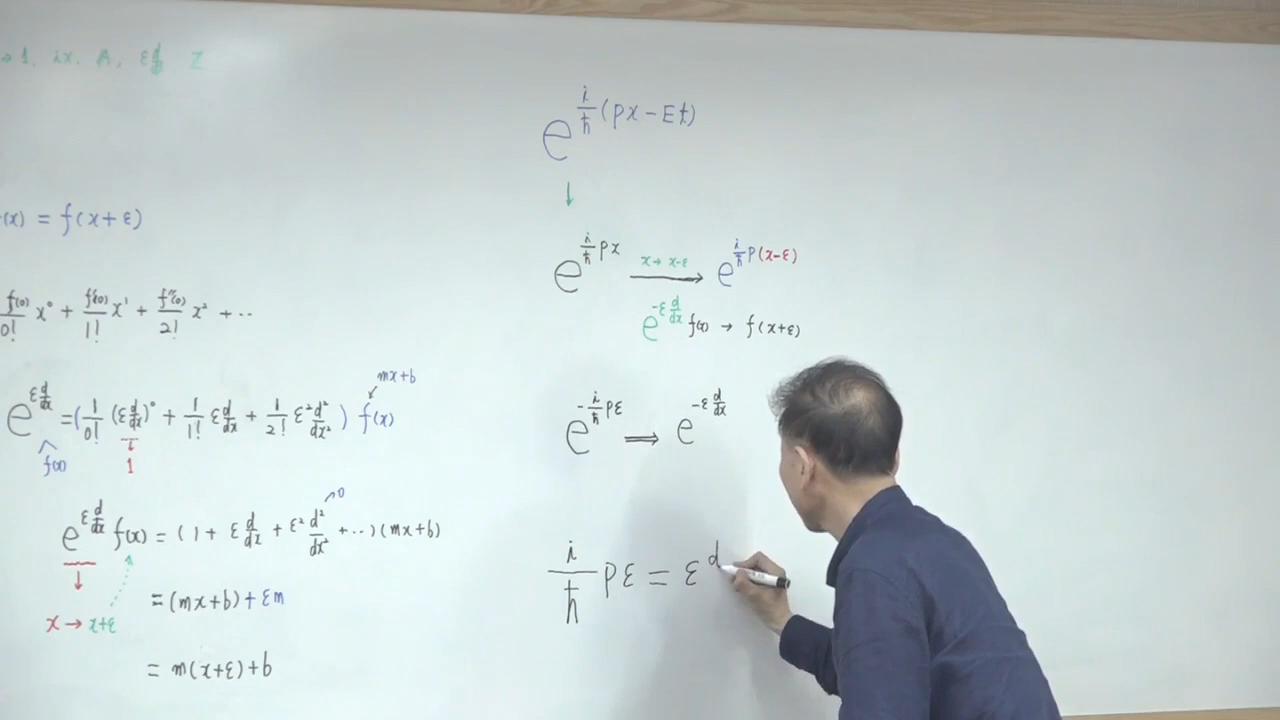 → 1, ix, A, ε d/dx Z
(x) = f(x+ε)
f(0)/0! x⁰ + f'(0)/1! x¹ + f''(0)/2! x² + ⋯
mx+b
e^{ε d/dx} = (1/0! (ε d/dx)⁰ + 1/1! ε d/dx + 1/2! ε² d²/dx²) f(x)
f(x) 1
0
e^{ε d/dx} f(x) = (1 + ε d/dx + ε² d²/dx² + ⋯)(mx+b)
= (mx+b) + εm
x → x+ε
= m(x+ε)+b
e^{i/ħ (px − Et)}
↓
e^{i/ħ px} x → x−ε → e^{i/ħ p(x−ε)}
e^{−ε d/dx} f(x) → f(x+ε)
e^{−i/ħ pε} ⇒ e^{−ε d/dx}
i/ħ pε = ε d